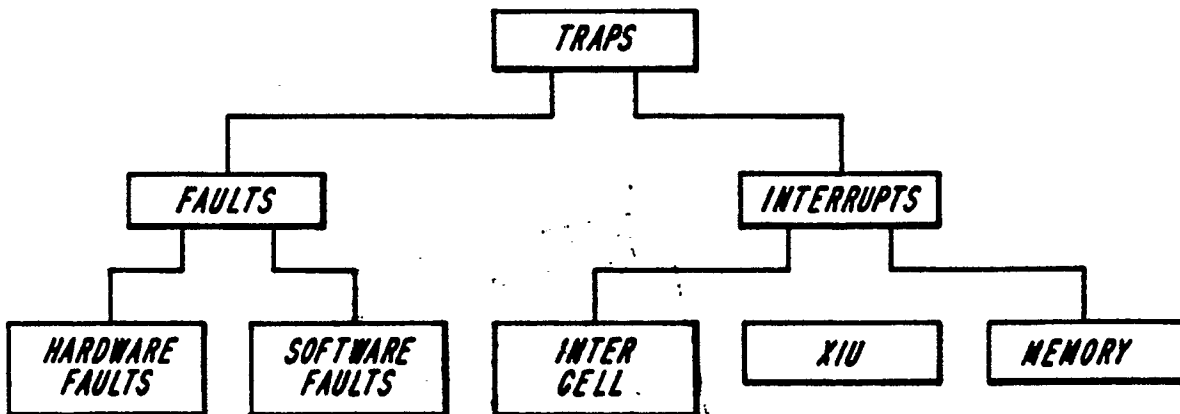 TRAPS
FAULTS
INTERRUPTS
HARDWARE
FAULTS
SOFTWARE
FAULTS
INTER
CELL
XIU
MEMORY